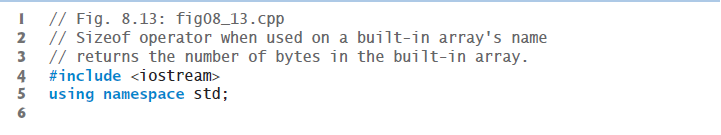 1 // Fig. 8.13: fig08_13.cpp
2 // Sizeof operator when used on a built-in array's name
3 // returns the number of bytes in the built-in array.
4 #include <iostream>
5 using namespace std;
6